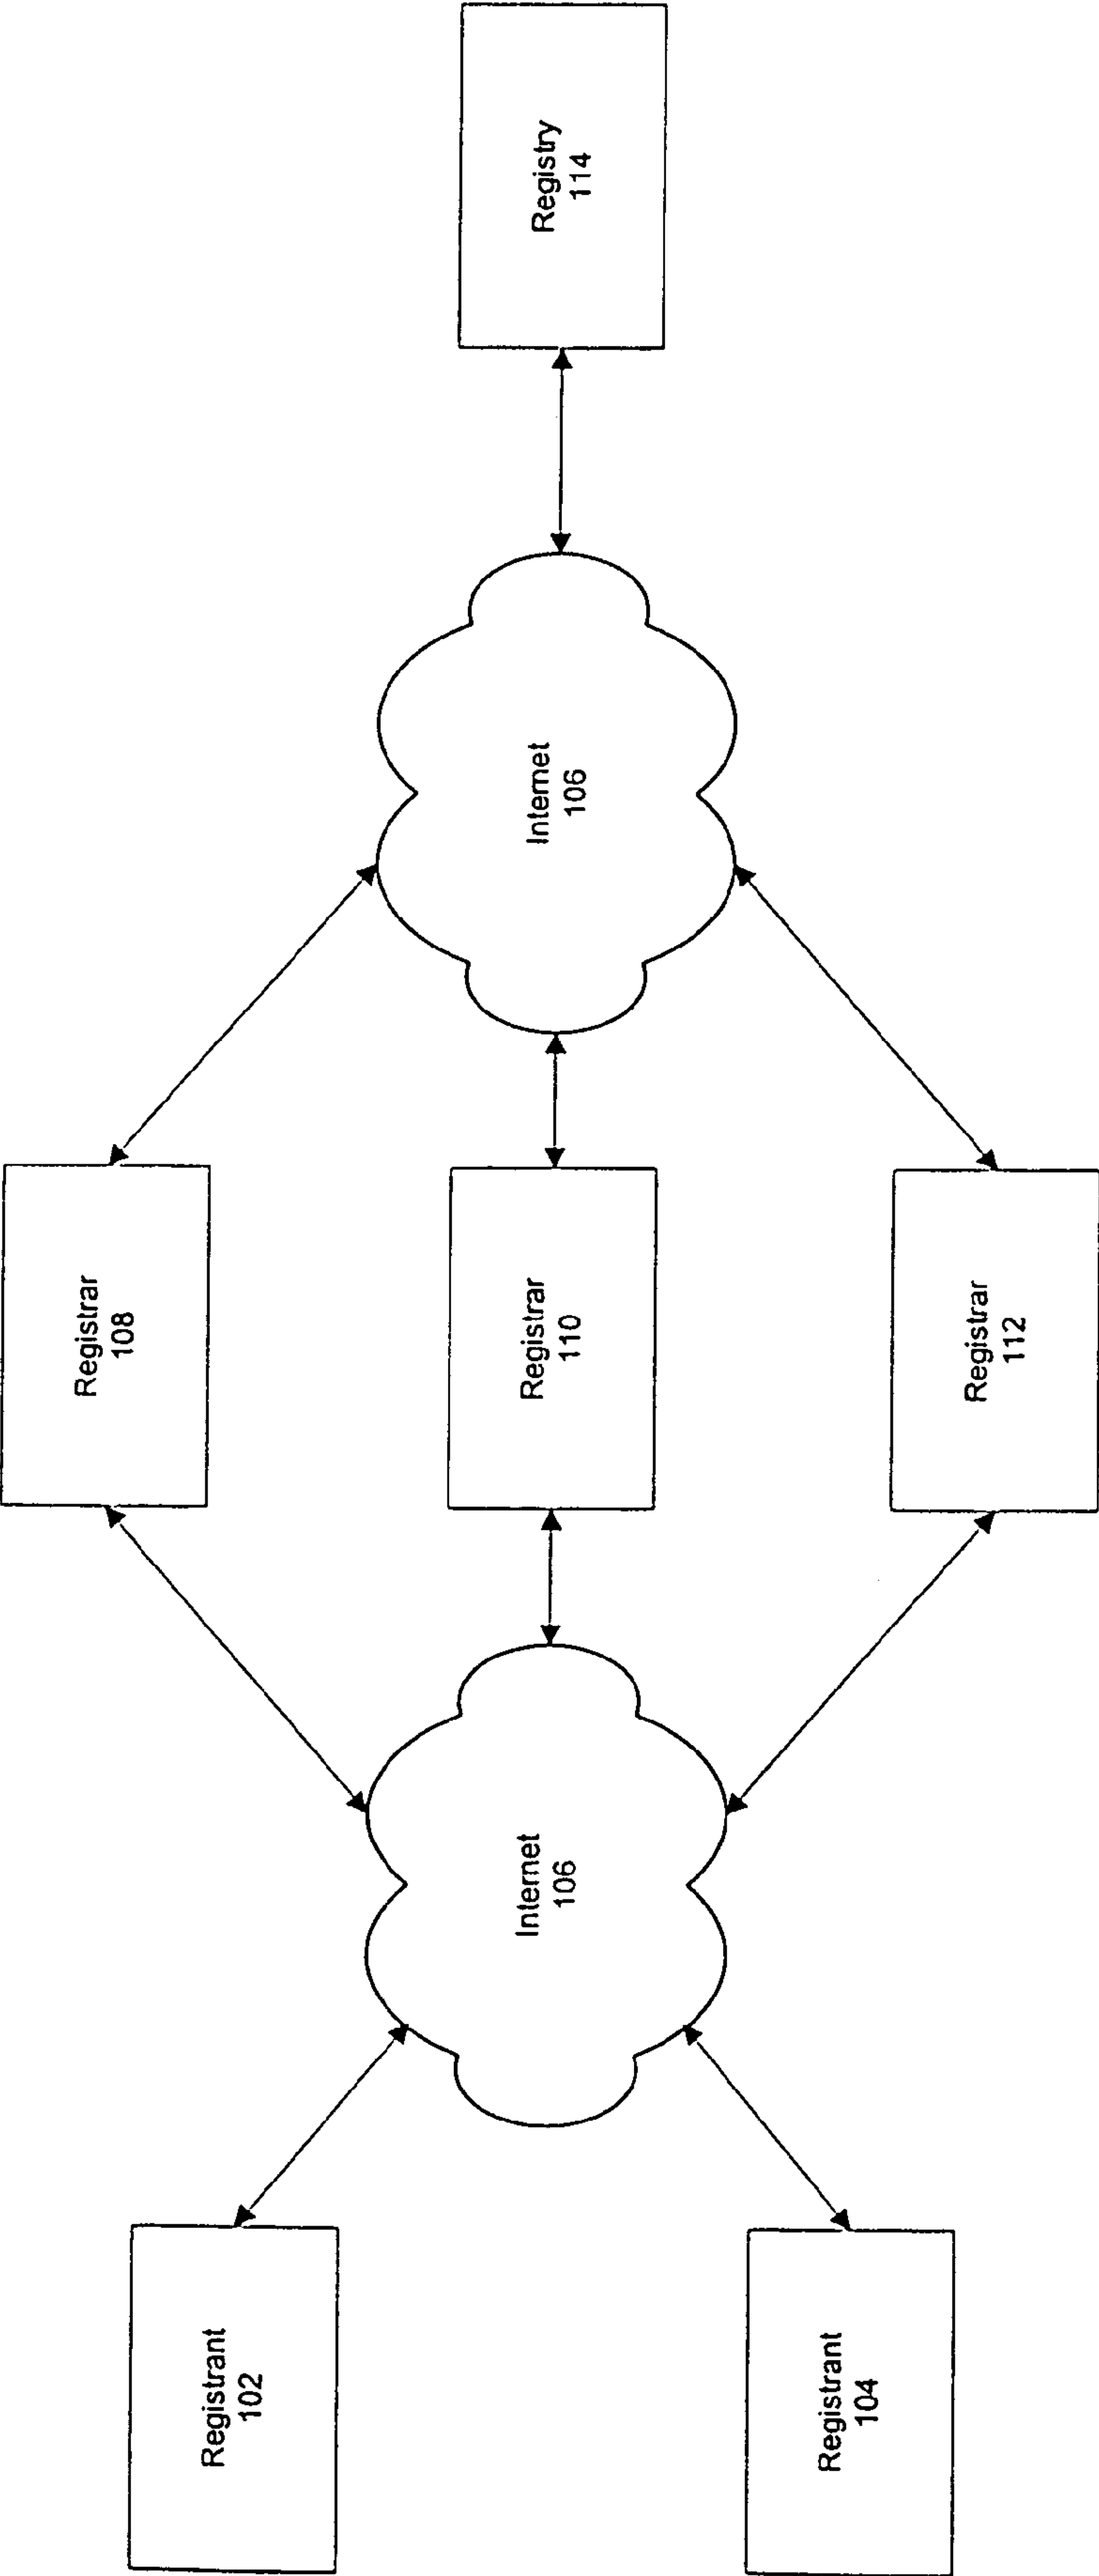 Registrant
102
Registrant
104
Internet
106
Registrar
108
Registrar
110
Registrar
112
Internet
106
Registry
114